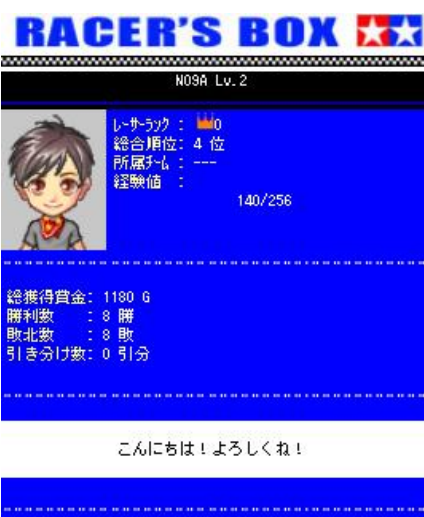 RACER'S BOX
N09A Lv.2
レーサーランク : 0
総合順位: 4 位
所属チーム : ---
経験値 :
140/256
総獲得賞金: 1180 G
勝利数 : 8 勝
敗北数 : 8 敗
引き分け数: 0 引分
こんにちは！よろしくね！